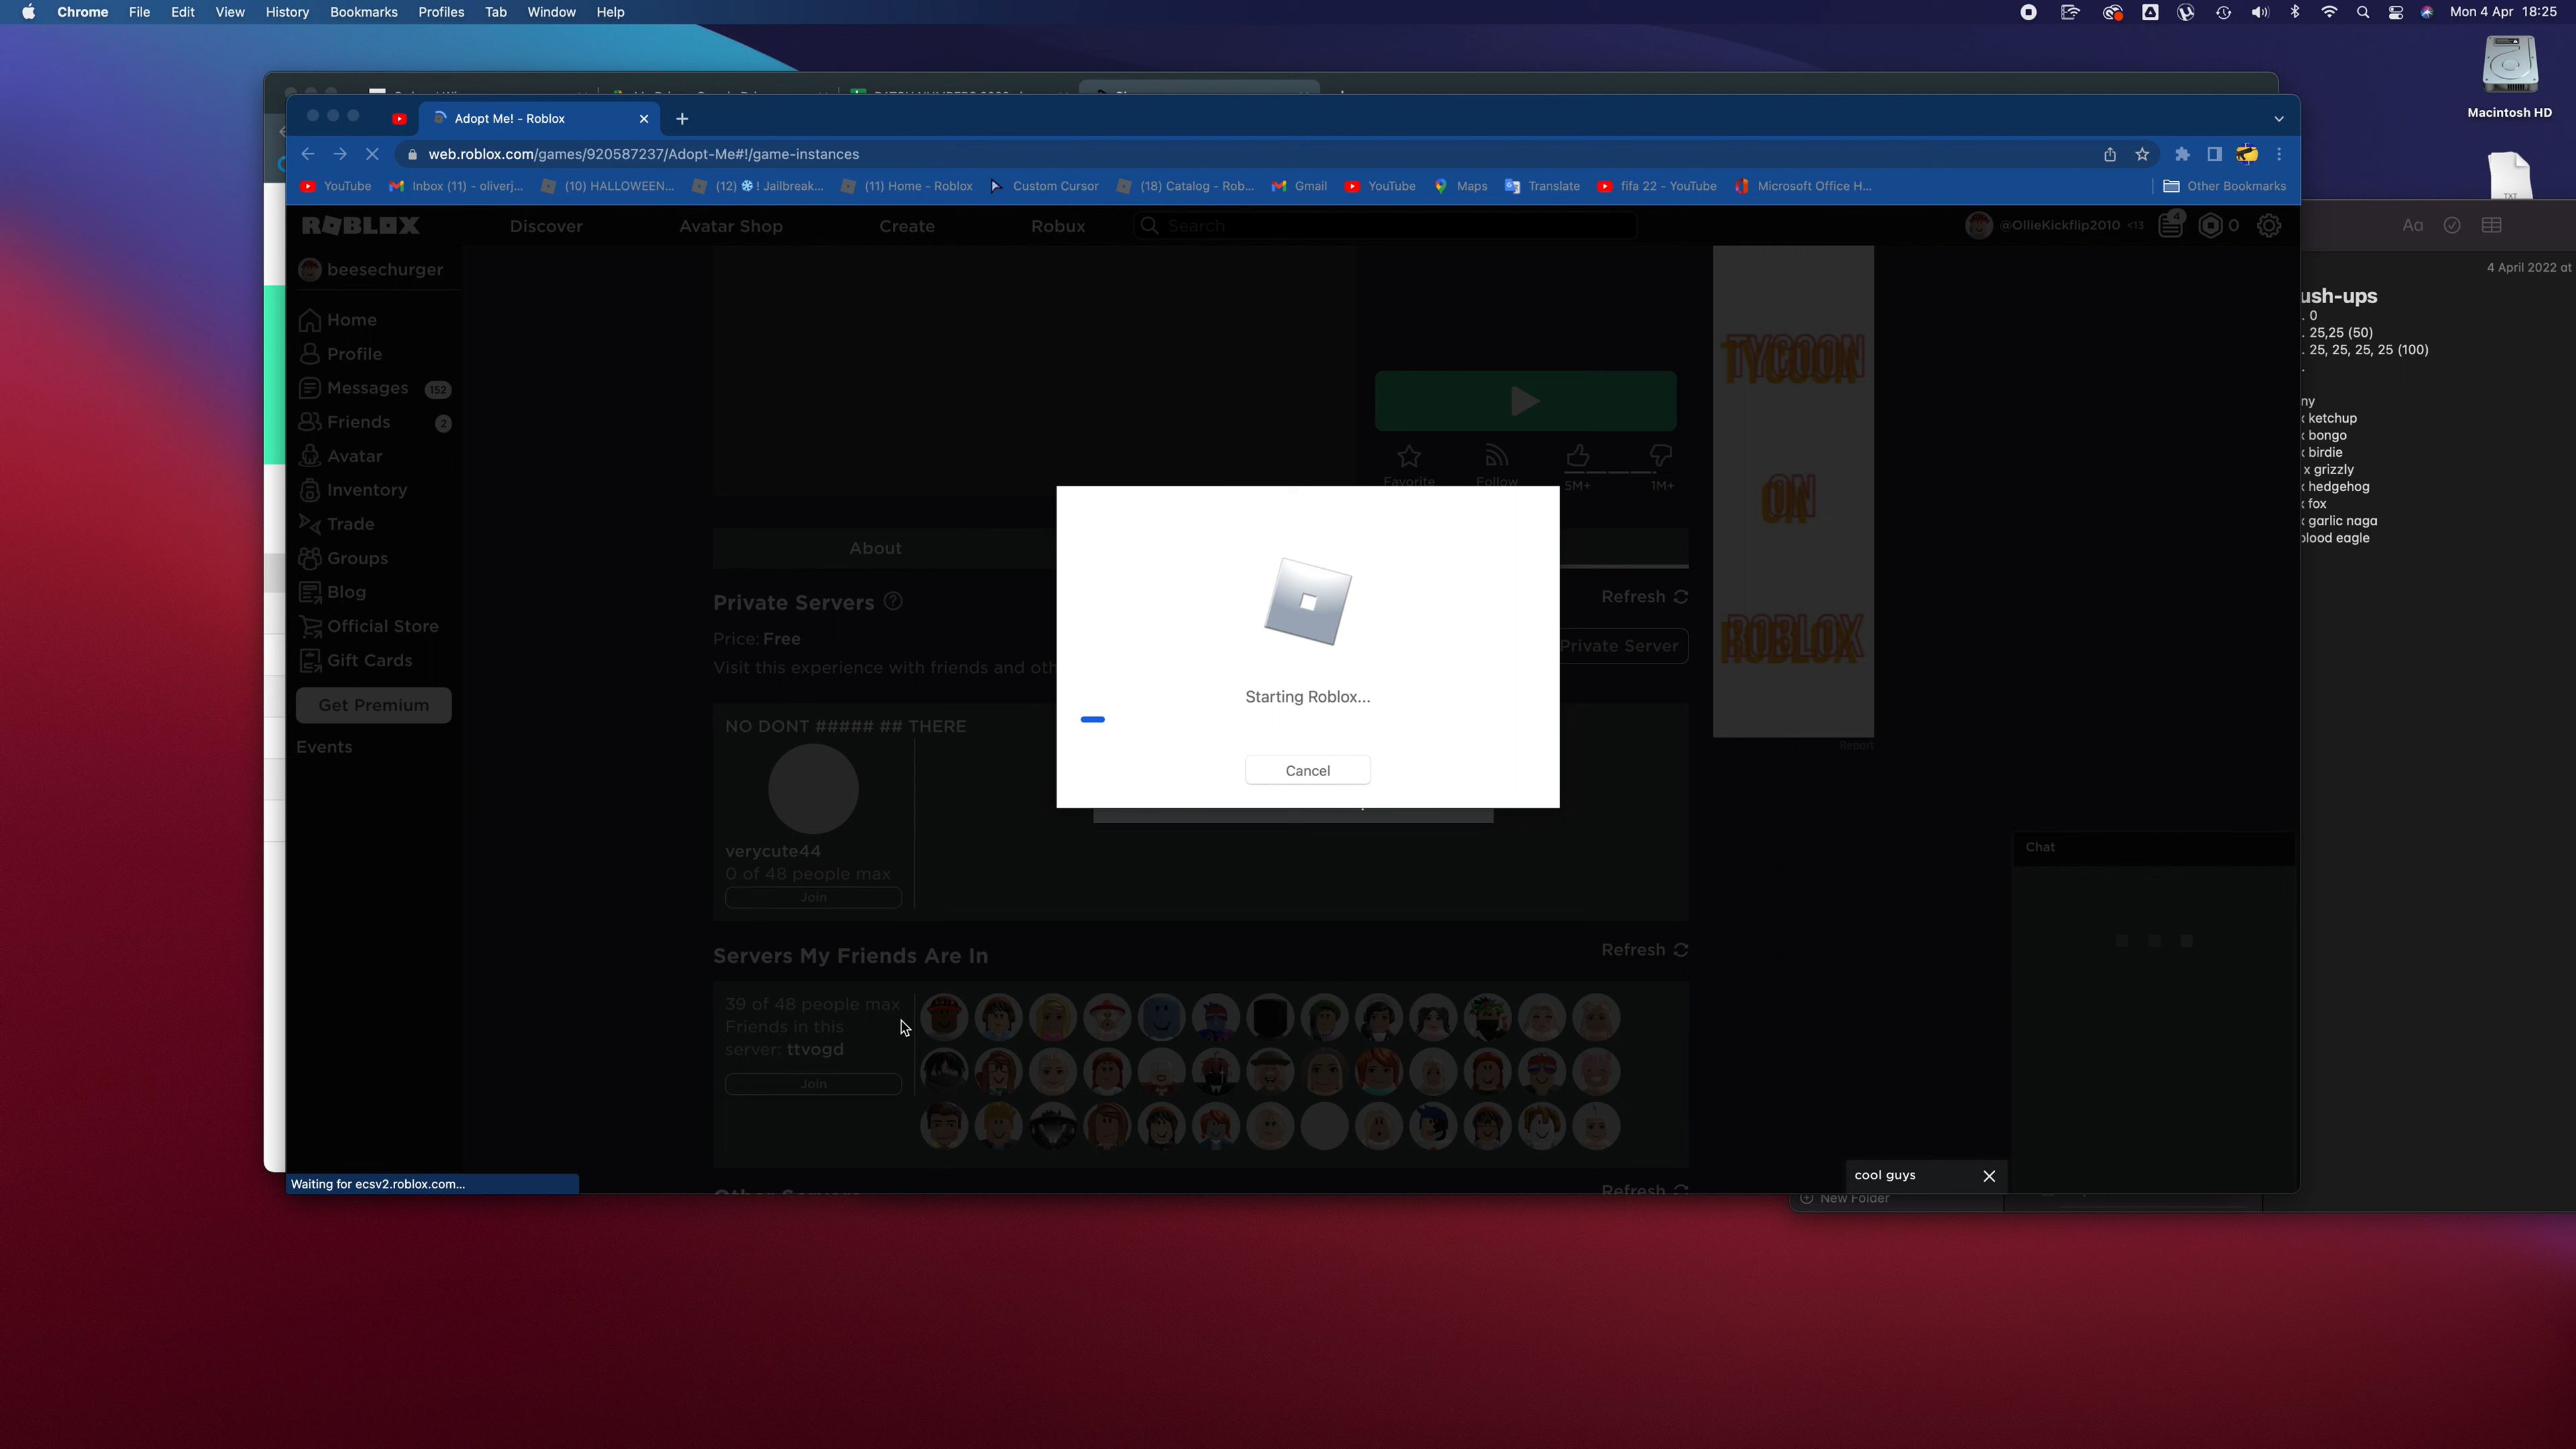 Chrome File Edit View History Bookmarks Profiles Tab Window Help
Mon 4 Apr 18:25
Macintosh HD
TXT
Adopt Me! - Roblox
web.roblox.com/games/920587237/Adopt-Me#!/game-instances
YouTube Inbox (11) - oliverj... (10) HALLOWEEN... (12) ❄! Jailbreak... (11) Home - Roblox Custom Cursor (18) Catalog - Rob... Gmail YouTube Maps Translate fifa 22 - YouTube Microsoft Office H... Other Bookmarks
ROBLOX Discover Avatar Shop Create Robux Search @OllieKickflip2010 <13 4 0
beesechurger
Home
Profile
Messages 152
Friends 2
Avatar
Inventory
Trade
Groups
Blog
Official Store
Gift Cards
Get Premium
Events
Favorite Follow 5M+ 1M+
About
Private Servers
Refresh
Price: Free
Private Server
Visit this experience with friends and oth
NO DONT ##### ## THERE
verycute44
0 of 48 people max
Join
Starting Roblox...
Cancel
Servers My Friends Are In
Refresh
39 of 48 people max
Friends in this
server: ttvogd
Join
Refresh
TYCOON
ON
ROBLOX
Report
Chat
cool guys
Waiting for ecsv2.roblox.com...
New Folder
Aa
4 April 2022 at
ush-ups
. 0
. 25,25 (50)
. 25, 25, 25, 25 (100)
.
ny
x ketchup
x bongo
x birdie
x grizzly
x hedgehog
x fox
x garlic naga
blood eagle